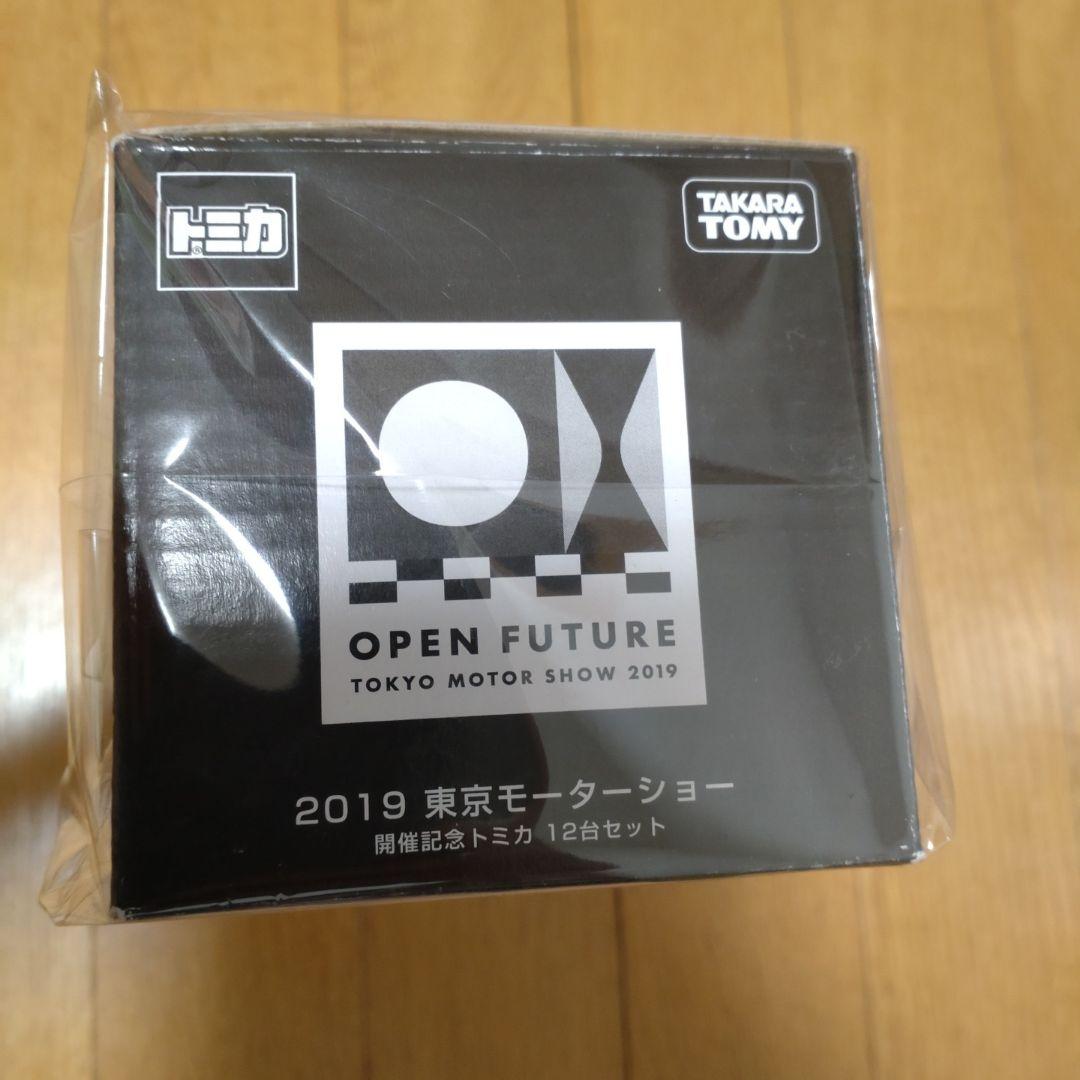 トミカ®
TAKARA
TOMY
OPEN FUTURE
TOKYO MOTOR SHOW 2019
2019 東京モーターショー
開催記念トミカ 12台セット